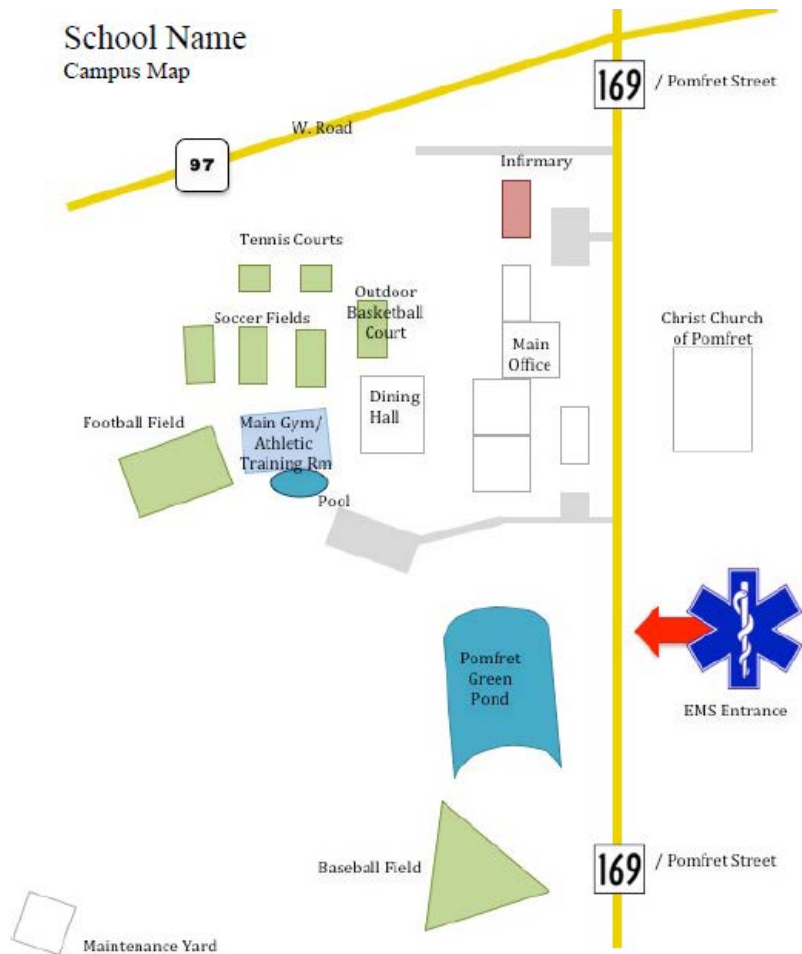 School Name
Campus Map
169
/ Pomfret Street
W. Road
97
Infirmary
Tennis Courts
Outdoor
Basketball
Court
Soccer Fields
Christ Church
of Pomfret
Main
Office
Dining
Hall
Football Field
Main Gym/
Athletic
Training Rm
Pool
Pomfret
Green
Pond
EMS Entrance
Baseball Field
169
/ Pomfret Street
Maintenance Yard